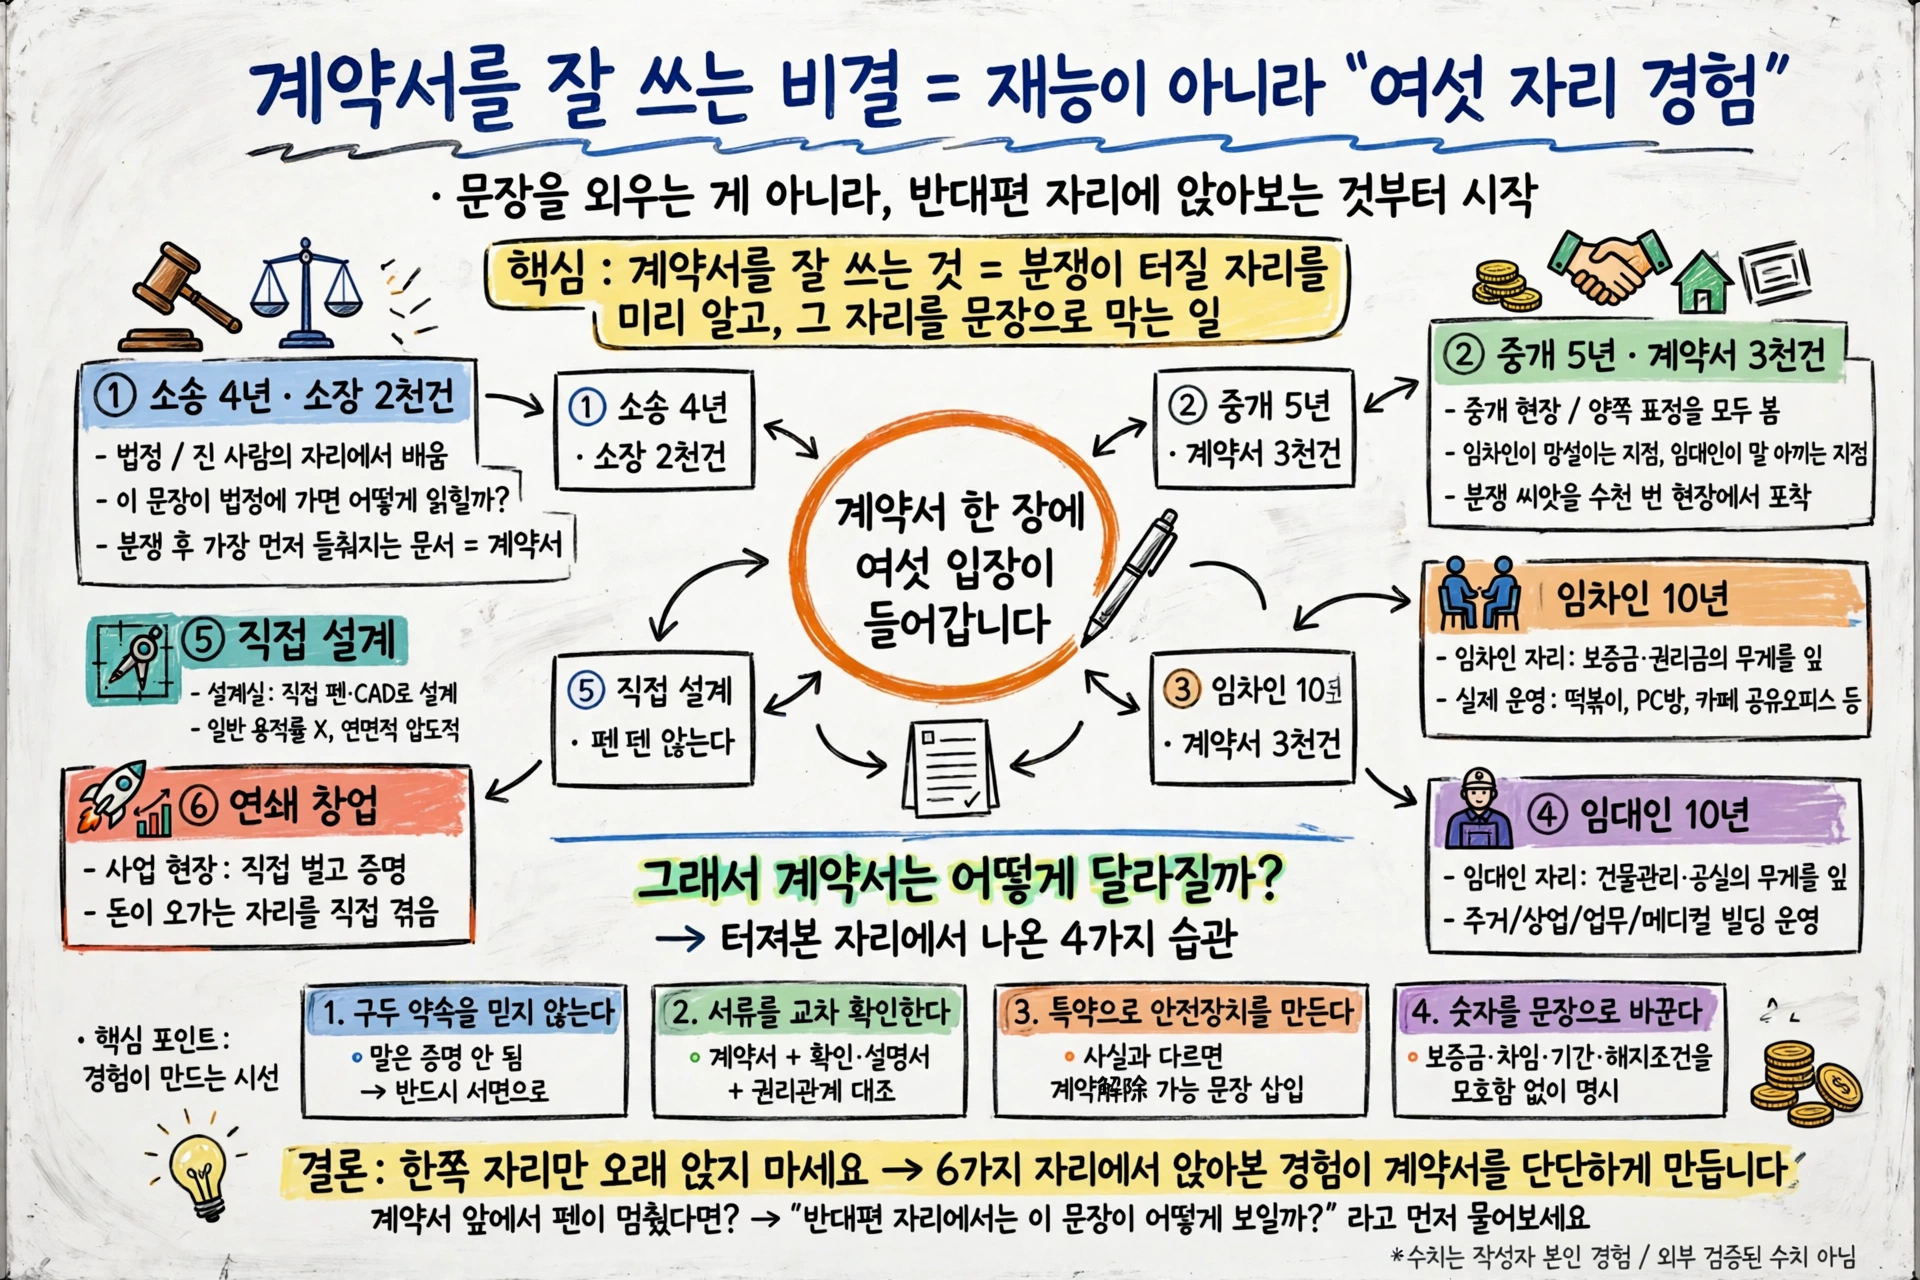 계약서를 잘 쓰는 비결 = 재능이 아니라 “여섯 자리 경험”
· 문장을 외우는 게 아니라, 반대편 자리에 앉아보는 것부터 시작
핵심 : 계약서를 잘 쓰는 것 = 분쟁이 터질 자리를
미리 알고, 그 자리를 문장으로 막는 일
① 소송 4년 · 소장 2천건
- 법정 / 진 사람의 자리에서 배움
- 이 문장이 법정에 가면 어떻게 읽힐까?
- 분쟁 후 가장 먼저 들춰지는 문서 = 계약서
① 소송 4년
· 소장 2천건
② 중개 5년
· 계약서 3천건
② 중개 5년 · 계약서 3천건
- 중개 현장 / 양쪽 표정을 모두 봄
- 임차인이 망설이는 지점, 임대인이 말 아끼는 지점
- 분쟁 씨앗을 수천 번 현장에서 포착
계약서 한 장에
여섯 입장이
들어갑니다
⑤ 직접 설계
- 설계실: 직접 펜·CAD로 설계
- 일반 용적률 X, 연면적 압도적
⑤ 직접 설계
· 펜 텐 않는다
③ 임차인 10
· 계약서 3천건
임차인 10년
- 임차인 자리: 보증금·권리금의 무게를 잎
- 실제 운영: 떡볶이, PC방, 카페 공유오피스 등
⑥ 연쇄 창업
- 사업 현장: 직접 벌고 증명
- 돈이 오가는 자리를 직접 겪음
④ 임대인 10년
- 임대인 자리: 건물관리·공실의 무게를 잎
- 주거/상업/업무/메디컬 빌딩 운영
그래서 계약서는 어떻게 달라질까?
→ 터져본 자리에서 나온 4가지 습관
· 핵심 포인트:
경험이 만드는 시선
1. 구두 약속을 믿지 않는다
말은 증명 안 됨
→ 반드시 서면으로
2. 서류를 교차 확인한다
계약서 + 확인·설명서
+ 권리관계 대조
3. 특약으로 안전장치를 만든다
사실과 다르면
계약解除 가능 문장 삽입
4. 숫자를 문장으로 바꾼다
보증금·차임·기간·해지조건을
모호함 없이 명시
결론: 한쪽 자리만 오래 앉지 마세요 → 6가지 자리에서 앉아본 경험이 계약서를 단단하게 만듭니다
계약서 앞에서 펜이 멈췄다면? → “반대편 자리에서는 이 문장이 어떻게 보일까?” 라고 먼저 물어보세요
*수치는 작성자 본인 경험 / 외부 검증된 수치 아님